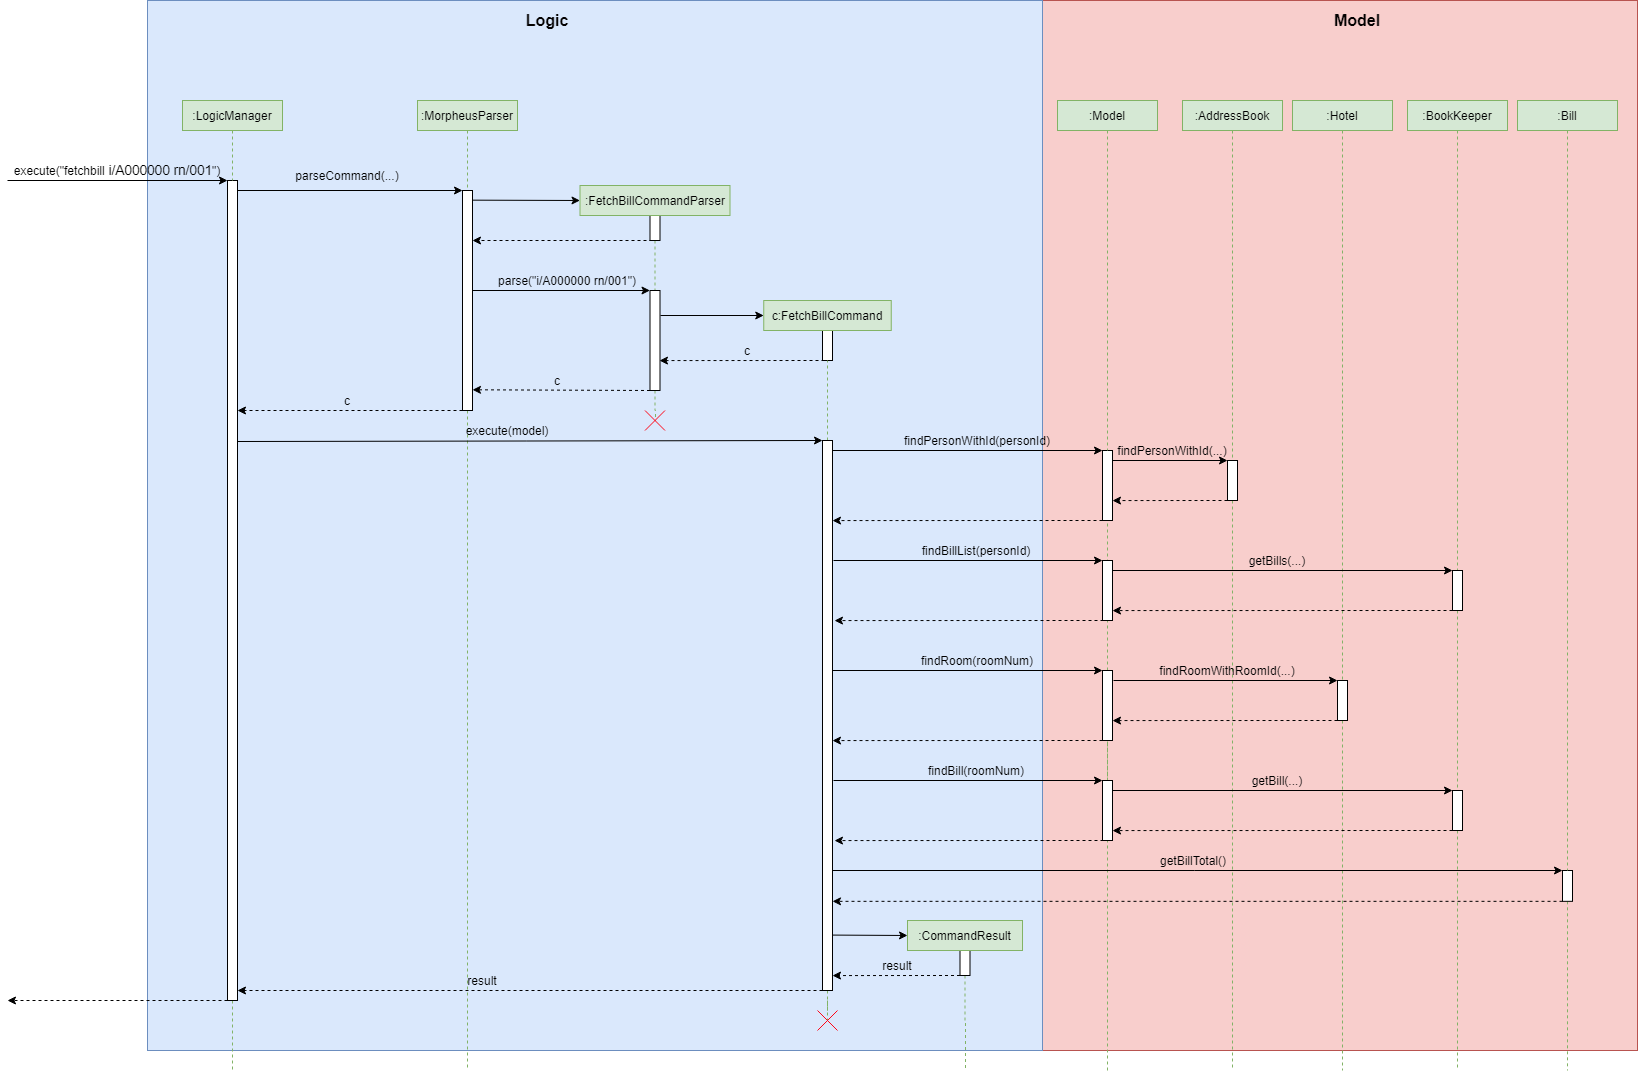 Logic
Model
:LogicManager
:MorpheusParser
:Model
:AddressBook
:Hotel
:BookKeeper
:Bill
execute("fetchbill i/A000000 rn/001")
parseCommand(...)
:FetchBillCommandParser
parse("i/A000000 rn/001")
c:FetchBillCommand
c
c
c
execute(model)
findPersonWithId(personId)
findPersonWithId(...)
findBillList(personId)
getBills(...)
findRoom(roomNum)
findRoomWithRoomId(...)
findBill(roomNum)
getBill(...)
getBillTotal()
:CommandResult
result
result